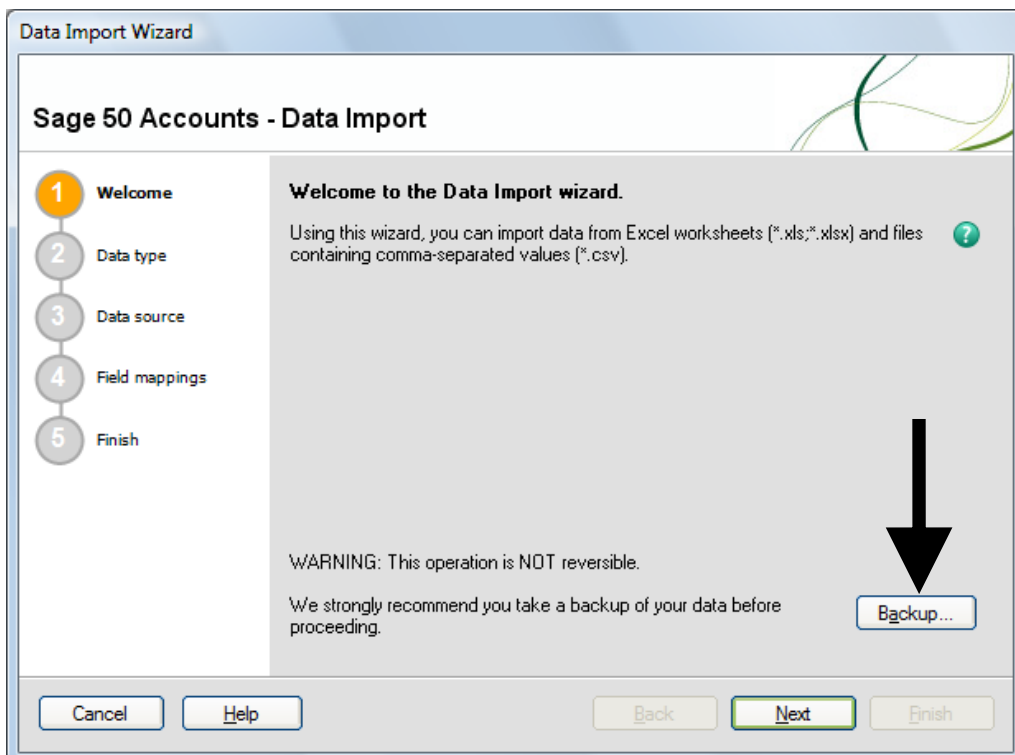 Data Import Wizard
Sage 50 Accounts - Data Import
1 Welcome
2 Data type
3 Data source
4 Field mappings
5 Finish
Welcome to the Data Import wizard.
Using this wizard, you can import data from Excel worksheets (*.xls;*.xlsx) and files
containing comma-separated values (*.csv).
?
WARNING: This operation is NOT reversible.
We strongly recommend you take a backup of your data before
proceeding.
Backup...
Cancel Help Back Next Finish